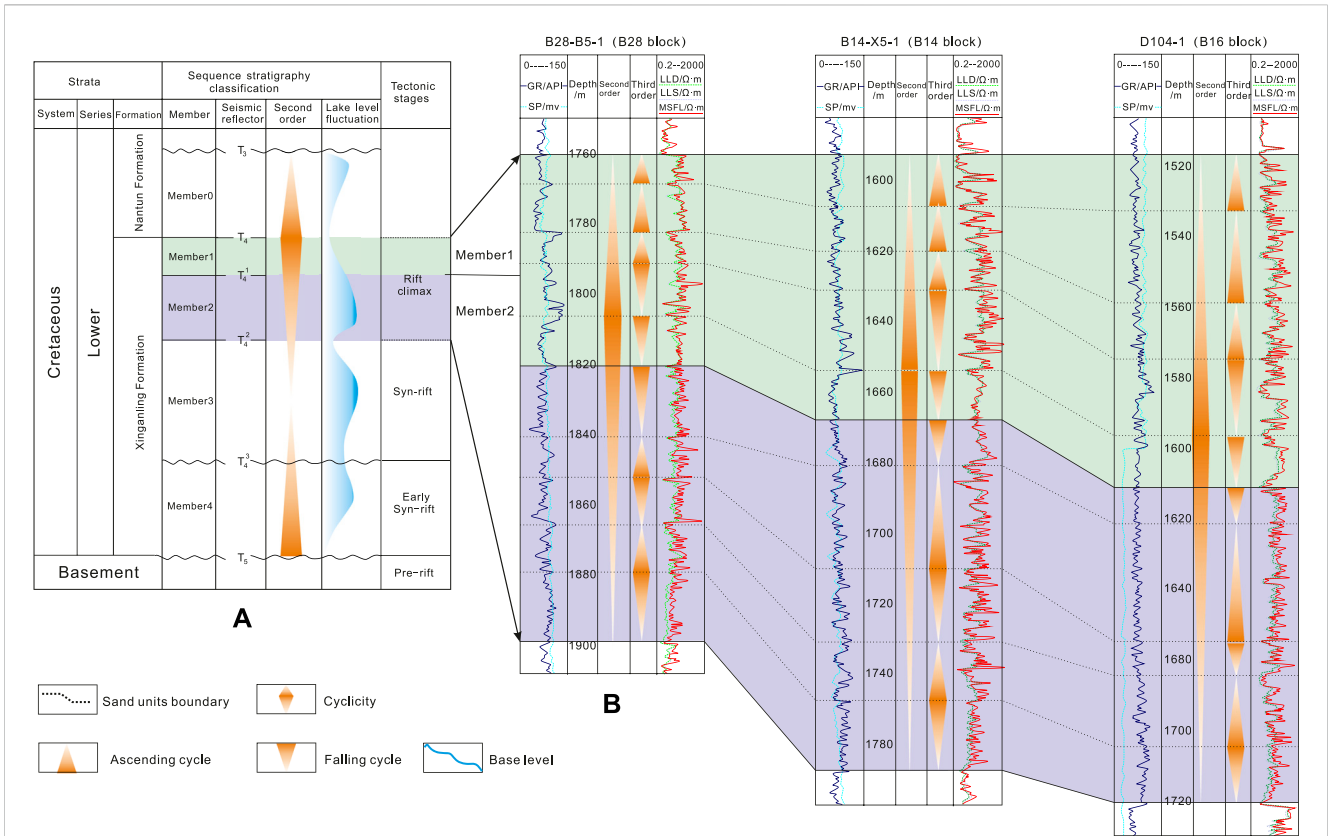 Strata
Sequence stratigraphy
classification
Tectonic
stages
System
Series
Formation
Member
Seismic
reflector
Second
order
Lake level
fluctuation
Cretaceous
Lower
Nantun Formation
Xinganling Formation
Member0
Member1
Member2
Member3
Member4
T3
T4
T4^1
T4^2
T4^3
T5
Rift
climax
Syn-rift
Early
Syn-rift
Basement
Pre-rift
A
Sand units boundary
Cyclicity
Ascending cycle
Falling cycle
Base level
Member1
Member2
B28-B5-1 (B28 block)
0----150
GR/API
SP/mv
Depth
/m
Second
order
Third
order
0.2--2000
LLD/Ω·m
LLS/Ω·m
MSFL/Ω·m
1760
1780
1800
1820
1840
1860
1880
1900
B
B14-X5-1 (B14 block)
0----150
GR/API
SP/mv
Depth
/m
Second
order
Third
order
0.2--2000
LLD/Ω·m
LLS/Ω·m
MSFL/Ω·m
1600
1620
1640
1660
1680
1700
1720
1740
1780
D104-1 (B16 block)
0----150
GR/API
SP/mv
Depth
/m
Second
order
Third
order
0.2--2000
LLD/Ω·m
LLS/Ω·m
MSFL/Ω·m
1520
1540
1560
1580
1600
1620
1640
1660
1680
1700
1720